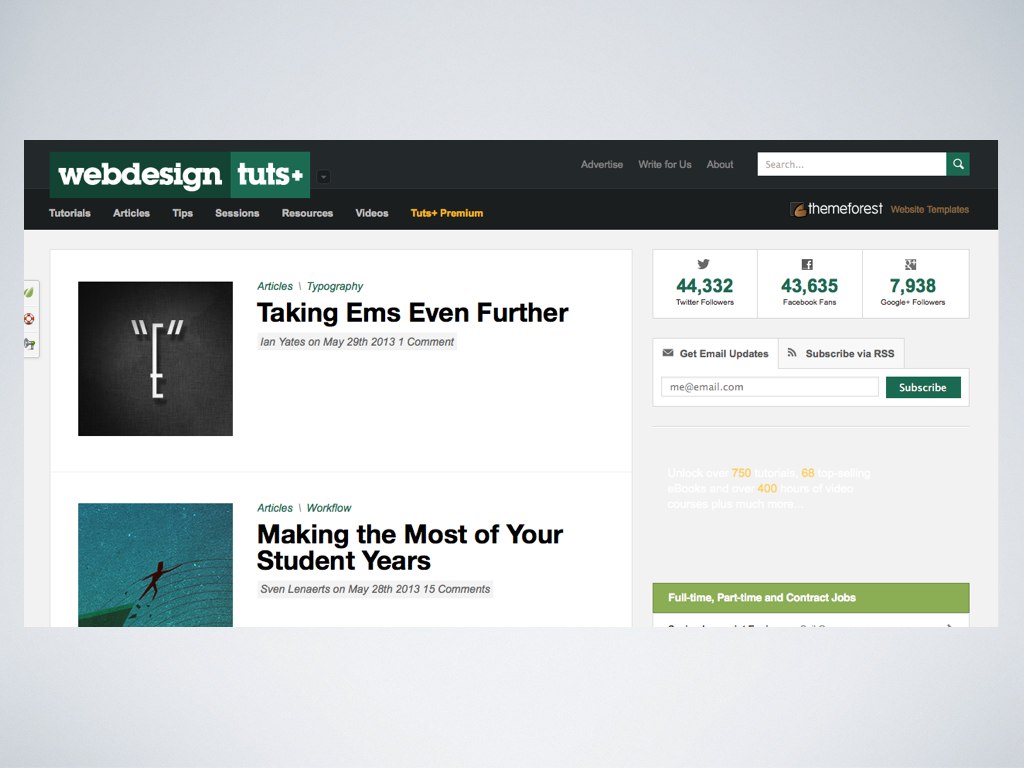 webdesign tuts+
Advertise Write for Us About
Search...
Tutorials Articles Tips Sessions Resources Videos Tuts+ Premium
themeforest Website Templates
Articles \ Typography
Taking Ems Even Further
Ian Yates on May 29th 2013 1 Comment
Articles \ Workflow
Making the Most of Your
Student Years
Sven Lenaerts on May 28th 2013 15 Comments
44,332
Twitter Followers
43,635
Facebook Fans
7,938
Google+ Followers
Get Email Updates Subscribe via RSS
me@email.com Subscribe
Unlock over 750 tutorials, 68 top-selling
eBooks and over 400 hours of video
courses plus much more...
Full-time, Part-time and Contract Jobs